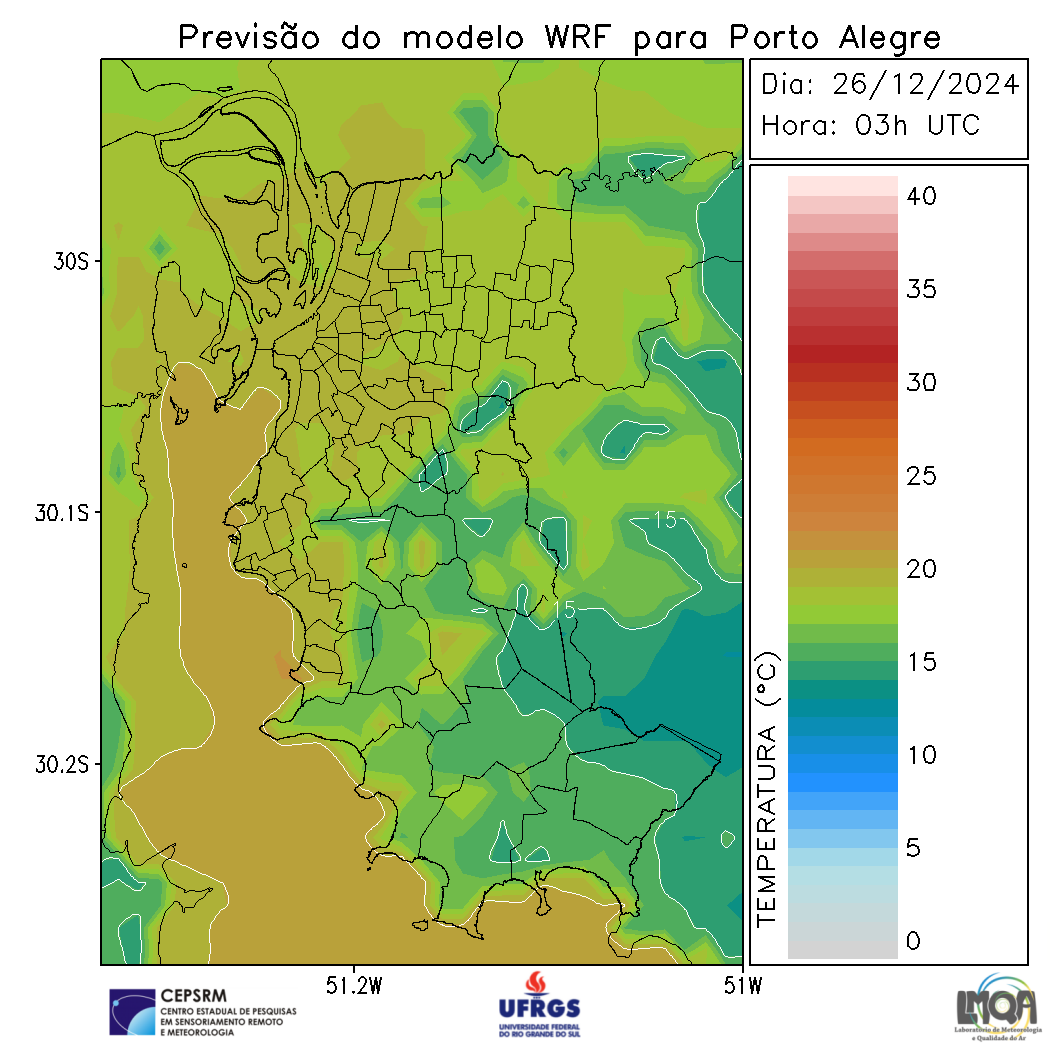 Previsão do modelo WRF para Porto Alegre
Dia: 26/12/2024
Hora: 03h UTC
40
35
30
25
20
15
10
5
0
TEMPERATURA (°C)
30S
30.1S
30.2S
15
15
51.2W
51W
CEPSRM
CENTRO ESTADUAL DE PESQUISAS
EM SENSORIAMENTO REMOTO
E METEOROLOGIA
UFRGS
UNIVERSIDADE FEDERAL
DO RIO GRANDE DO SUL
LMQA
Laboratório de Meteorologia
e Qualidade do Ar